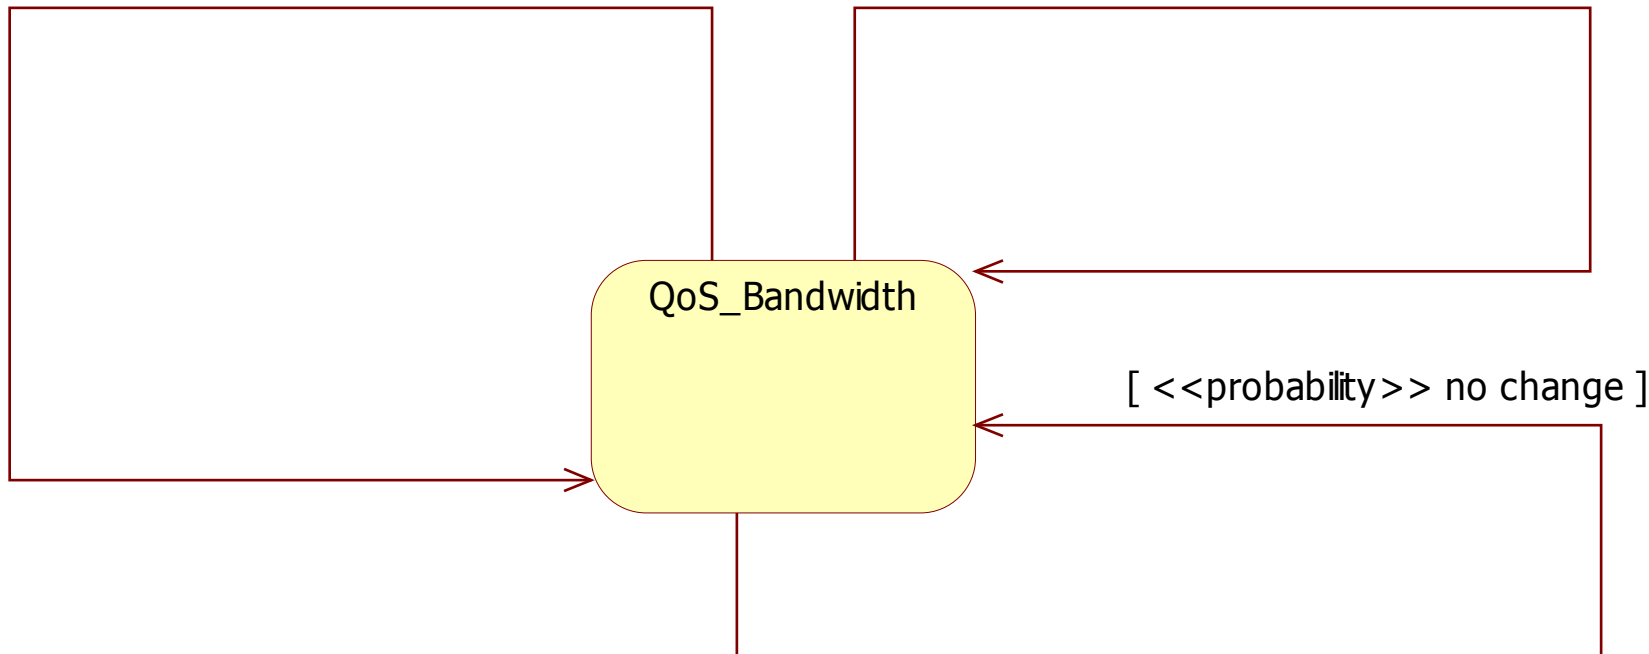 QoS_Bandwidth
[ <<probability>> no change ]